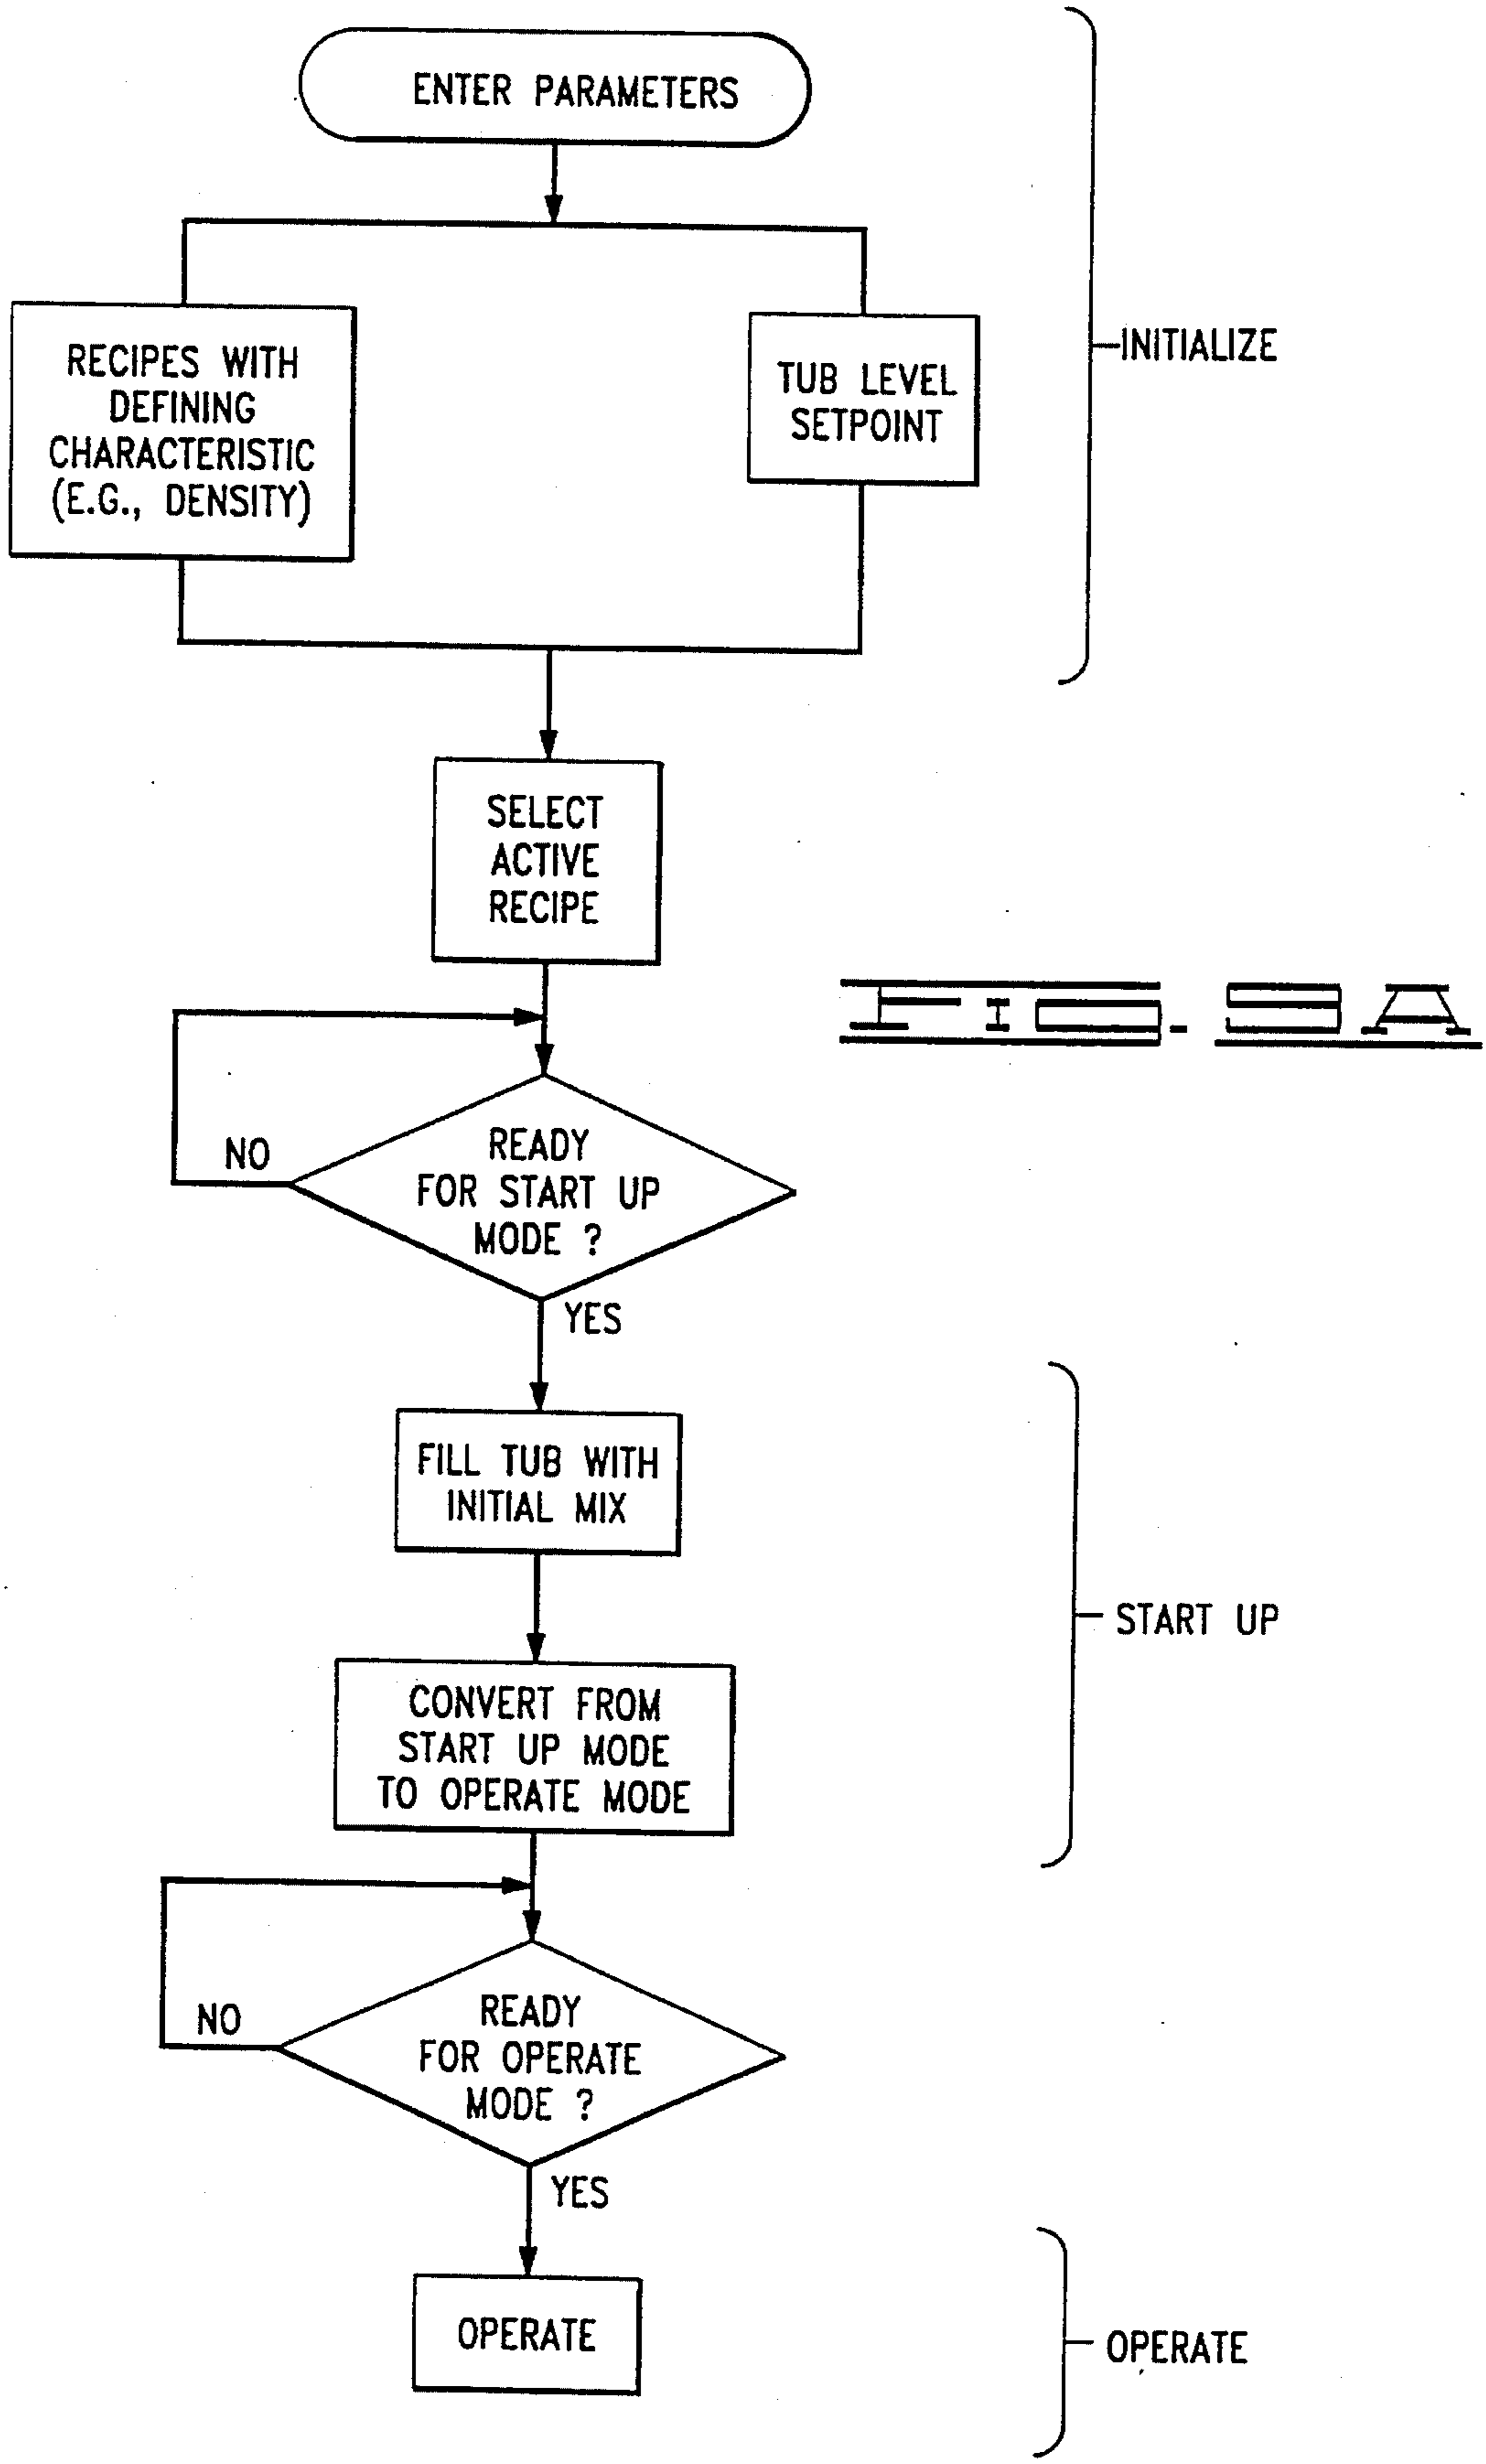 ENTER PARAMETERS
RECIPES WITH
DEFINING
CHARACTERISTIC
(E.G., DENSITY)
TUB LEVEL
SETPOINT
INITIALIZE
SELECT
ACTIVE
RECIPE
FIG. 9A
NO
READY
FOR START UP
MODE ?
YES
FILL TUB WITH
INITIAL MIX
START UP
CONVERT FROM
START UP MODE
TO OPERATE MODE
NO
READY
FOR OPERATE
MODE ?
YES
OPERATE
OPERATE